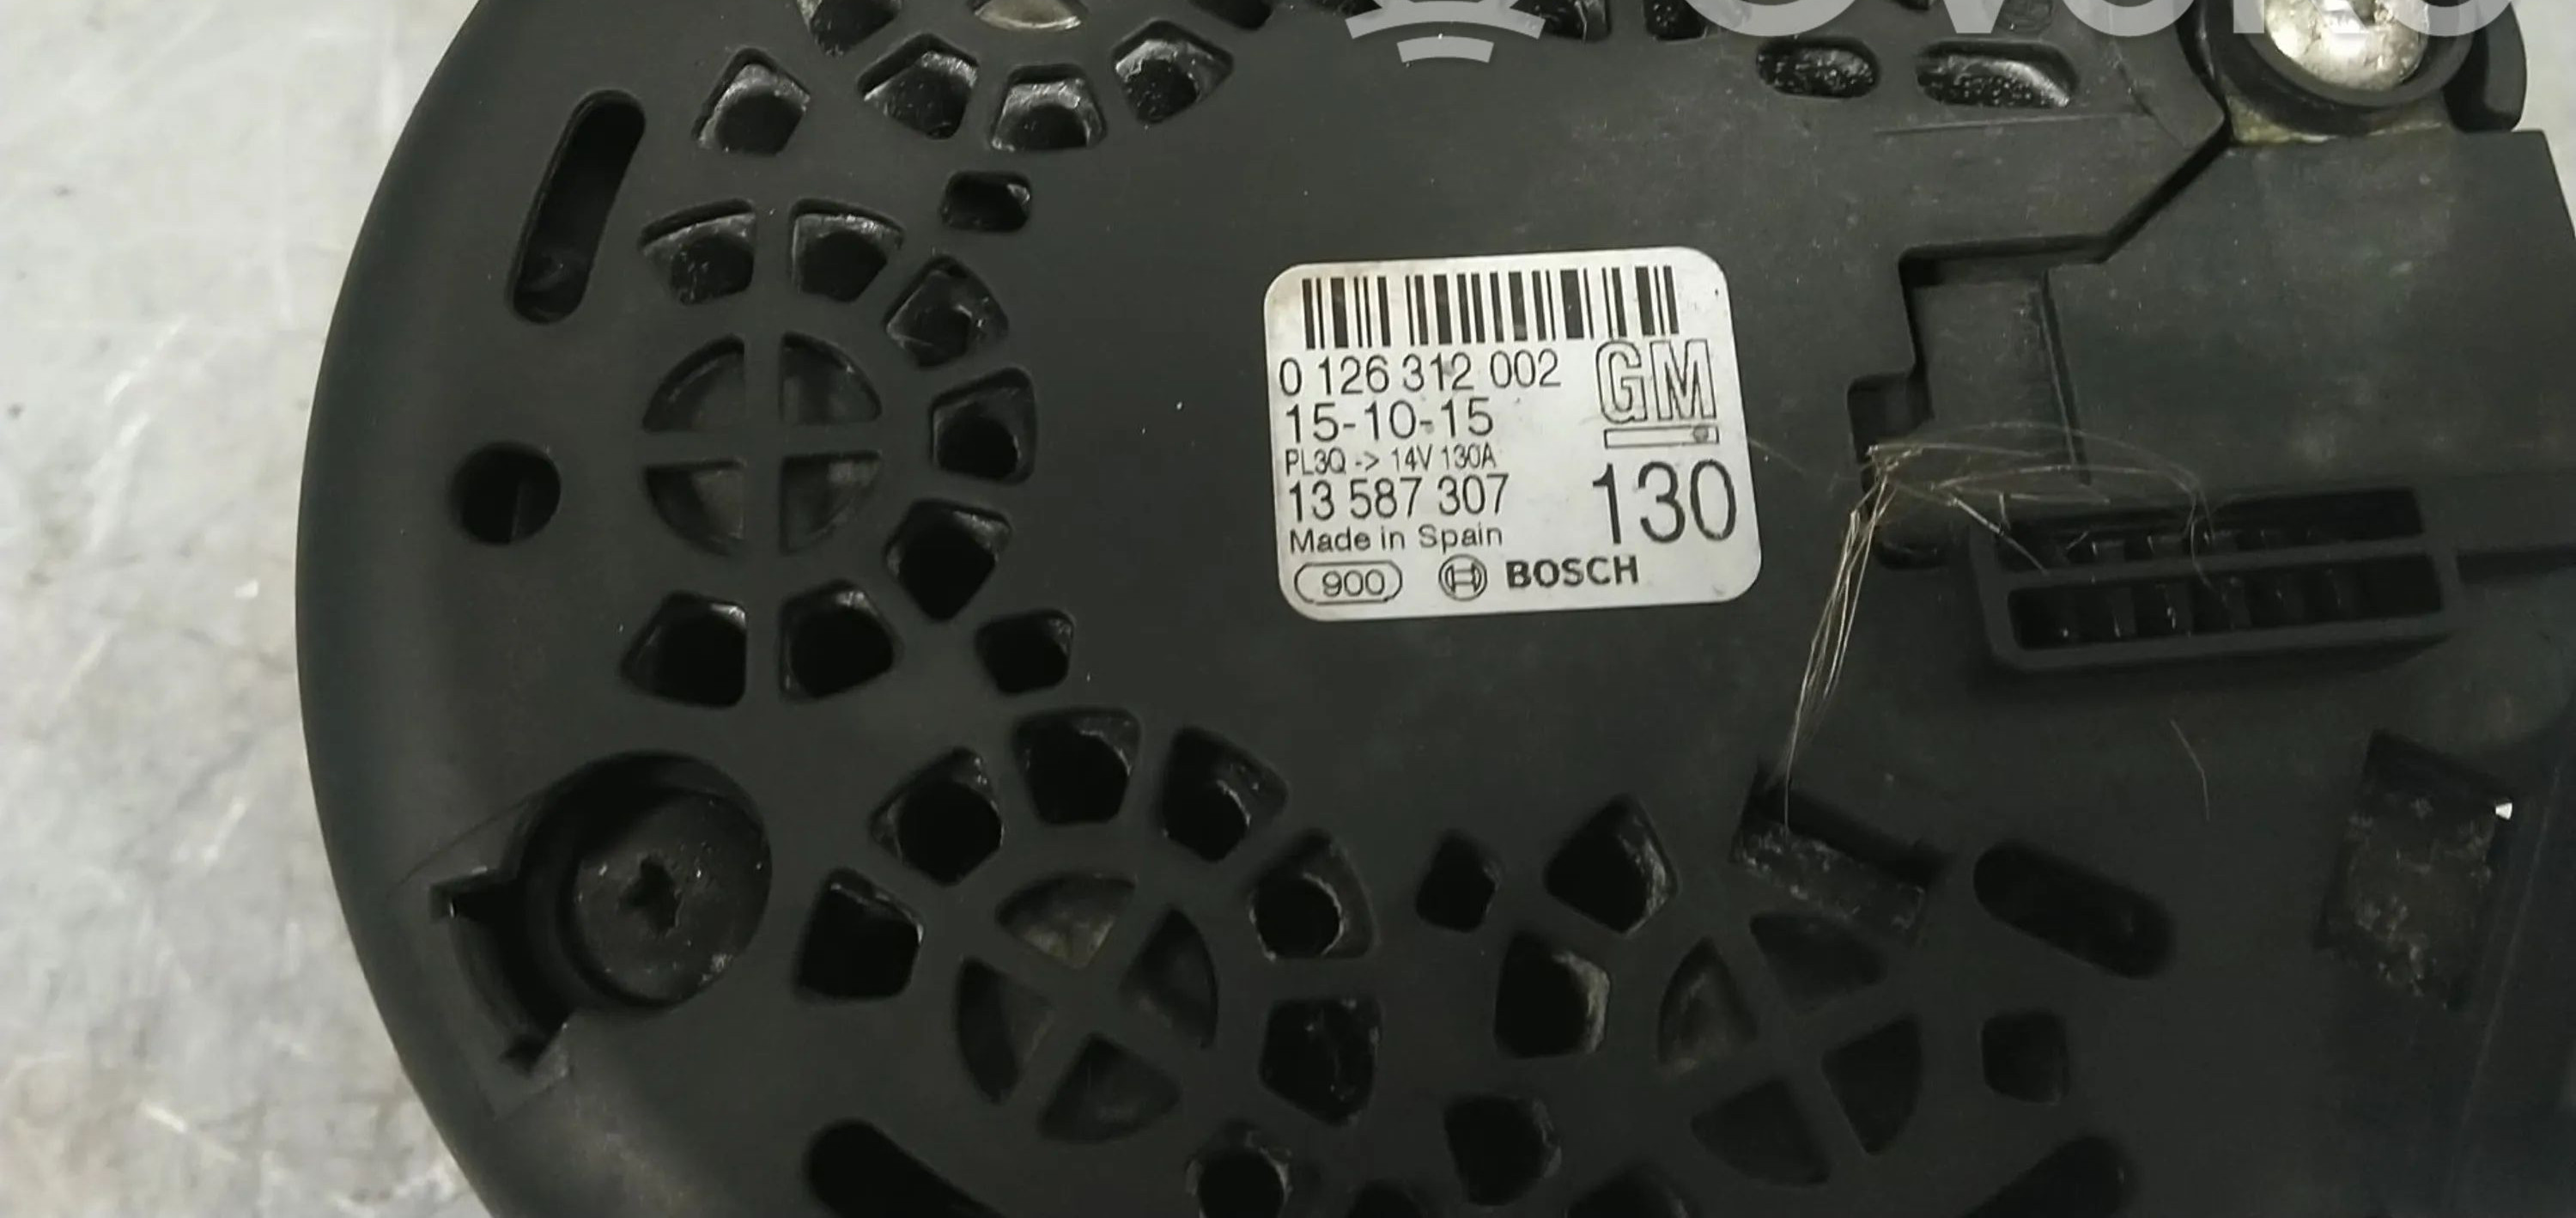 0 126 312 002
GM
15-10-15
PL3Q -> 14V 130A
13 587 307
130
Made in Spain
900
BOSCH